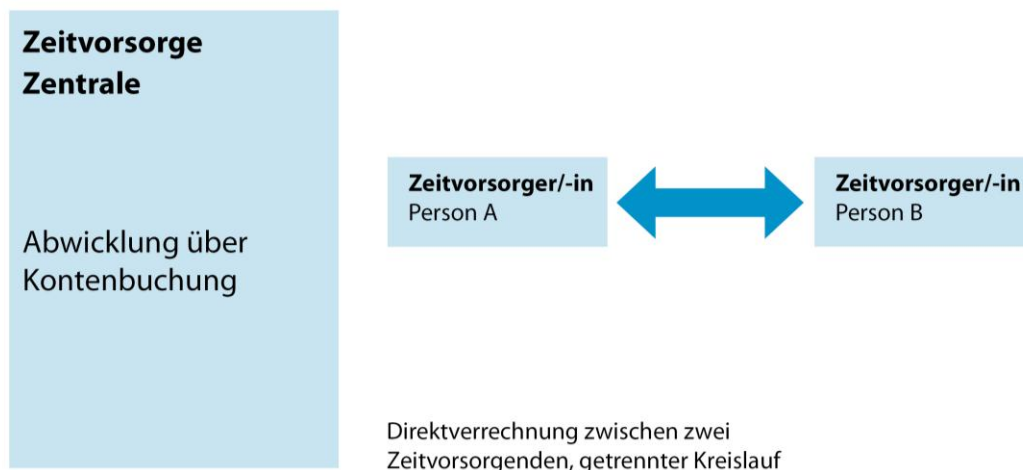 Zeitvorsorge
Zentrale
Abwicklung über
Kontenbuchung
Zeitvorsorger/-in
Person A
Zeitvorsorger/-in
Person B
Direktverrechnung zwischen zwei
Zeitvorsorgenden, getrennter Kreislauf